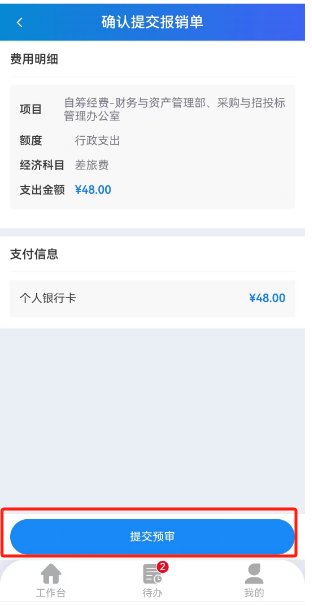 确认提交报销单
费用明细
项目 自筹经费-财务与资产管理部、采购与招投标
管理办公室
额度 行政支出
经济科目 差旅费
支出金额 ¥48.00
支付信息
个人银行卡 ¥48.00
提交预审
2
工作台 待办 我的